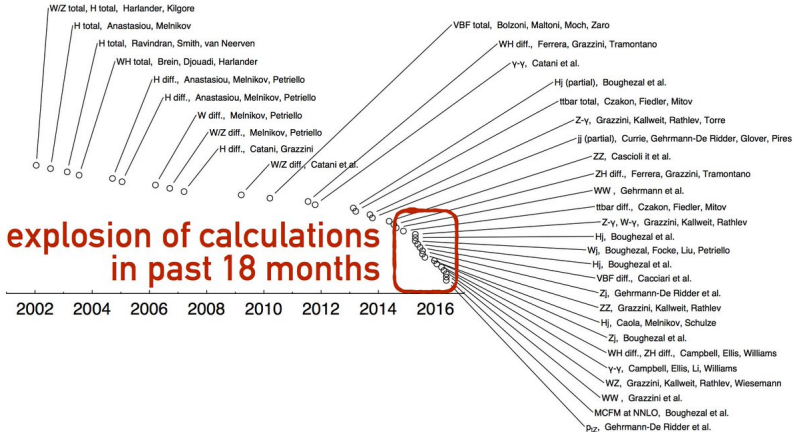 W/Z total, H total, Harlander, Kilgore
H total, Anastasiou, Melnikov
H total, Ravindran, Smith, van Neerven
WH total, Brein, Djouadi, Harlander
H diff., Anastasiou, Melnikov, Petriello
H diff., Anastasiou, Melnikov, Petriello
W diff., Melnikov, Petriello
W/Z diff., Melnikov, Petriello
H diff., Catani, Grazzini
W/Z diff., Catani et al.
VBF total, Bolzoni, Maltoni, Moch, Zaro
WH diff., Ferrera, Grazzini, Tramontano
γ-γ, Catani et al.
Hj (partial), Boughezal et al.
ttbar total, Czakon, Fiedler, Mitov
Z-γ, Grazzini, Kallweit, Rathlev, Torre
jj (partial), Currie, Gehrmann-De Ridder, Glover, Pires
ZZ, Cascioli it et al.
ZH diff., Ferrera, Grazzini, Tramontano
WW , Gehrmann et al.
ttbar diff., Czakon, Fiedler, Mitov
Z-γ, W-γ, Grazzini, Kallweit, Rathlev
Hj, Boughezal et al.
Wj, Boughezal, Focke, Liu, Petriello
Hj, Boughezal et al.
VBF diff., Cacciari et al.
Zj, Gehrmann-De Ridder et al.
ZZ, Grazzini, Kallweit, Rathlev
Hj, Caola, Melnikov, Schulze
Zj, Boughezal et al.
WH diff., ZH diff., Campbell, Ellis, Williams
γ-γ, Campbell, Ellis, Li, Williams
WZ, Grazzini, Kallweit, Rathlev, Wiesemann
WW , Grazzini et al.
MCFM at NNLO, Boughezal et al.
ptZ, Gehrmann-De Ridder et al.
explosion of calculations
in past 18 months
2002 2004 2006 2008 2010 2012 2014 2016